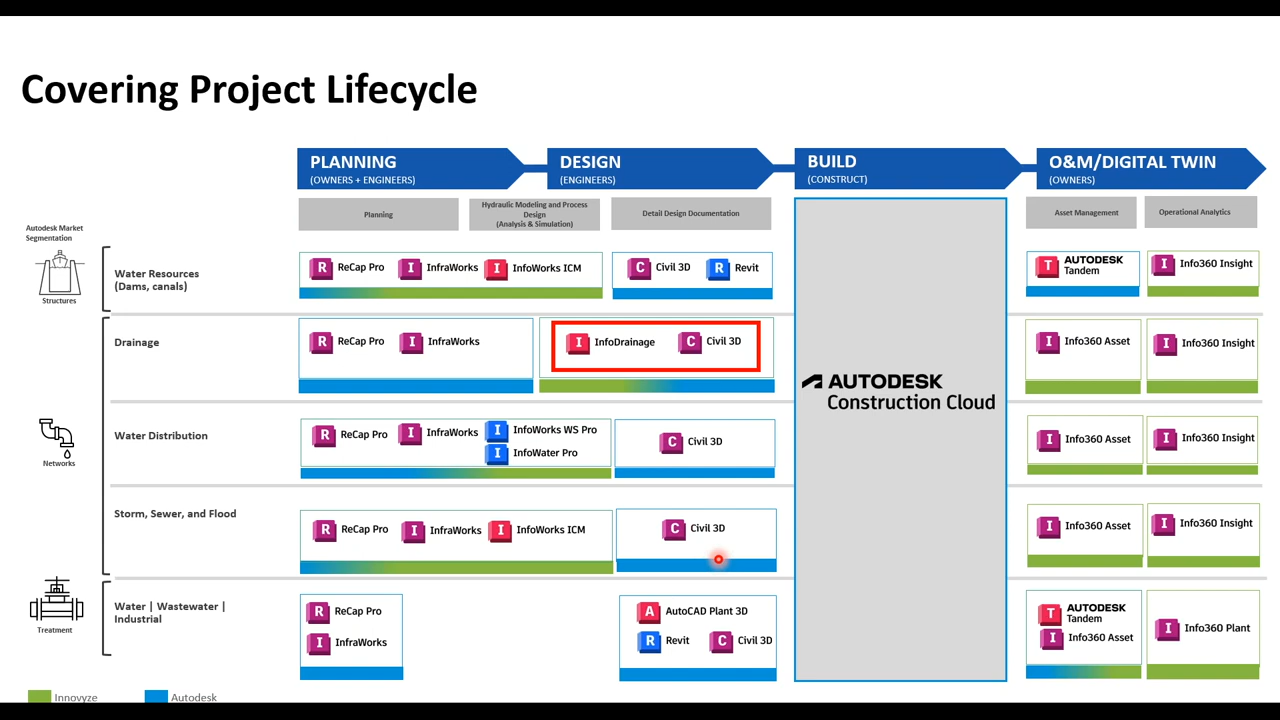 Covering Project Lifecycle
PLANNING
(OWNERS + ENGINEERS)
DESIGN
(ENGINEERS)
BUILD
(CONSTRUCT)
O&M/DIGITAL TWIN
(OWNERS)
Planning
Hydraulic Modeling and Process
Design
(Analysis & Simulation)
Detail Design Documentation
Asset Management
Operational Analytics
Autodesk Market
Segmentation
Structures
Water Resources
(Dams, canals)
R ReCap Pro
I InfraWorks
I InfoWorks ICM
C Civil 3D
R Revit
T AUTODESK
Tandem
I Info360 Insight
Drainage
R ReCap Pro
I InfraWorks
I InfoDrainage
C Civil 3D
I Info360 Asset
I Info360 Insight
AUTODESK
Construction Cloud
Networks
Water Distribution
R ReCap Pro
I InfraWorks
I InfoWorks WS Pro
I InfoWater Pro
C Civil 3D
I Info360 Asset
I Info360 Insight
Storm, Sewer, and Flood
R ReCap Pro
I InfraWorks
I InfoWorks ICM
C Civil 3D
I Info360 Asset
I Info360 Insight
Treatment
Water | Wastewater |
Industrial
R ReCap Pro
I InfraWorks
A AutoCAD Plant 3D
R Revit
C Civil 3D
T AUTODESK
Tandem
I Info360 Asset
I Info360 Plant
Innovyze
Autodesk